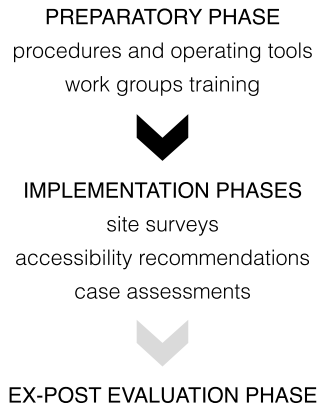 PREPARATORY PHASE
procedures and operating tools
work groups training
IMPLEMENTATION PHASES
site surveys
accessibility recommendations
case assessments
EX-POST EVALUATION PHASE